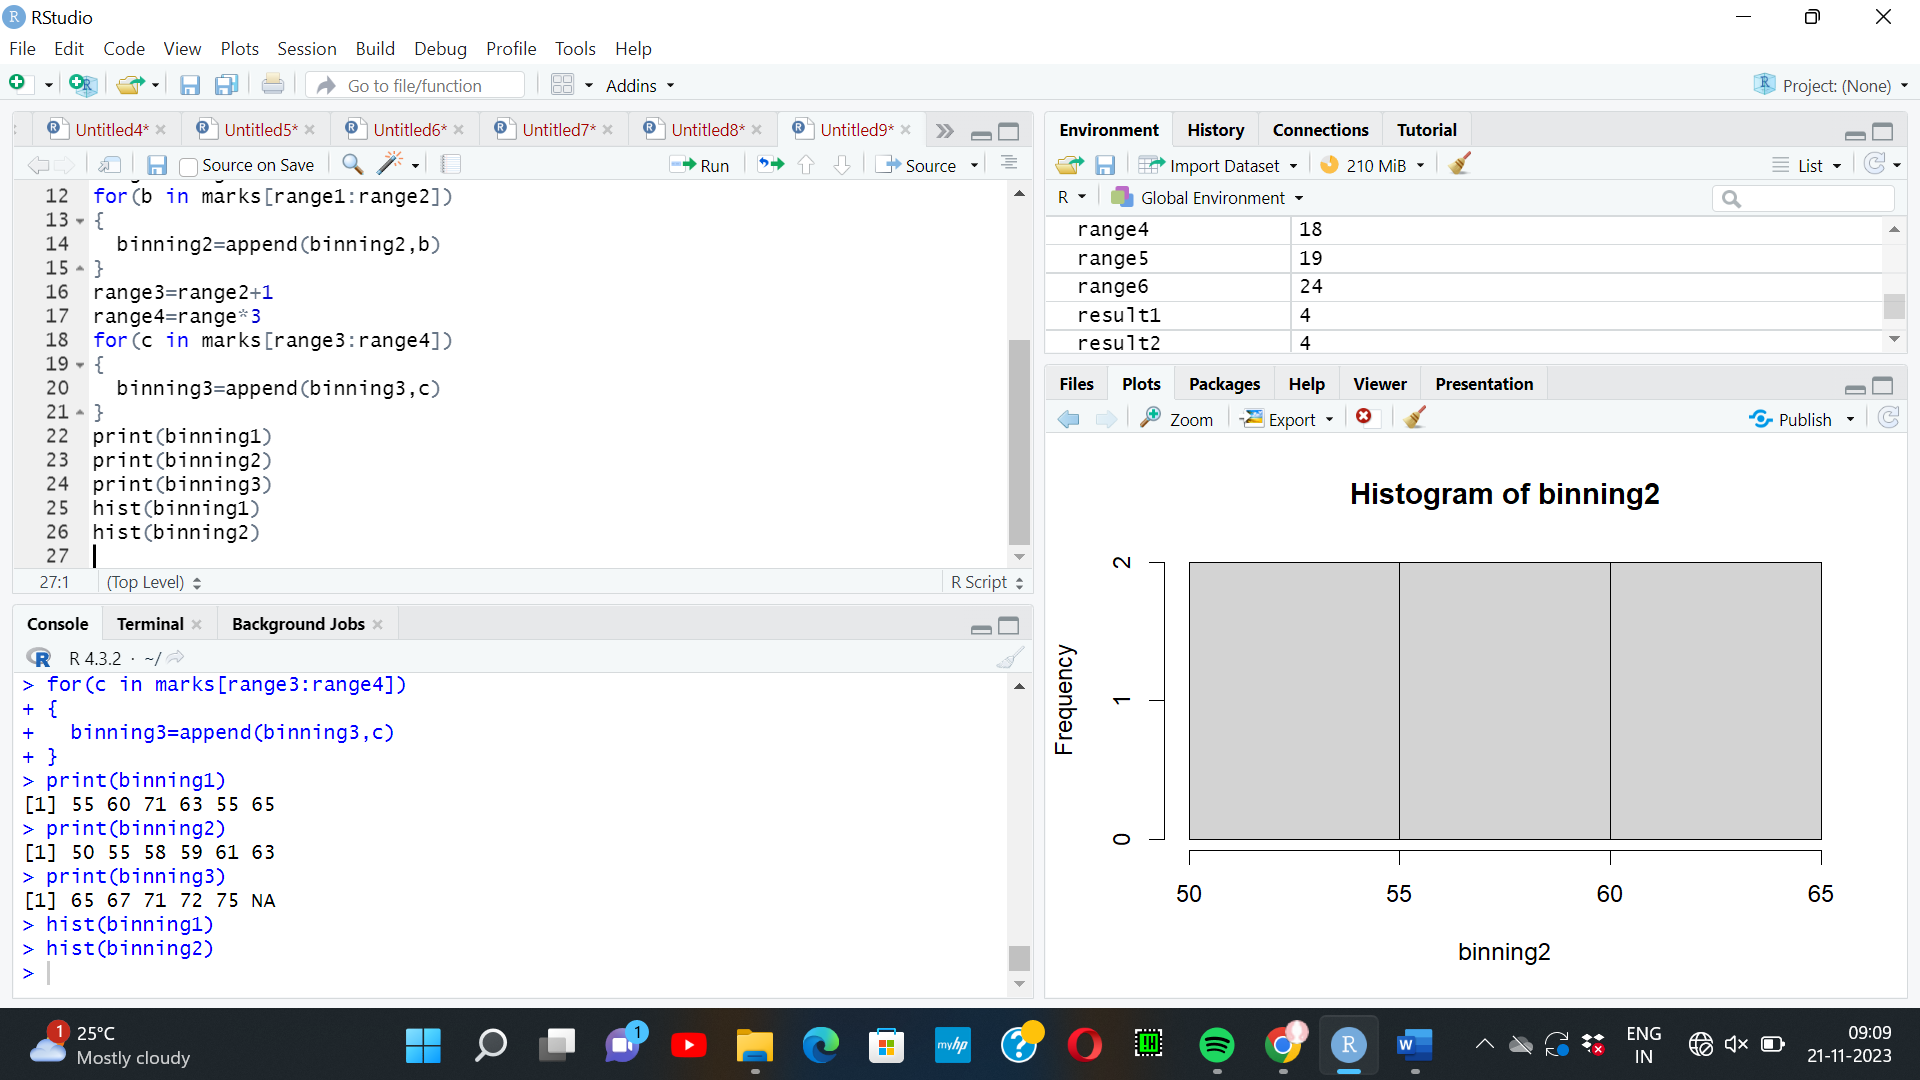 RStudio
File Edit Code View Plots Session Build Debug Profile Tools Help
Go to file/function Addins Project: (None)
Untitled4* Untitled5* Untitled6* Untitled7* Untitled8* Untitled9*
Source on Save Run Source
12 for(b in marks[range1:range2])
13 {
14 binning2=append(binning2,b)
15 }
16 range3=range2+1
17 range4=range*3
18 for(c in marks[range3:range4])
19 {
20 binning3=append(binning3,c)
21 }
22 print(binning1)
23 print(binning2)
24 print(binning3)
25 hist(binning1)
26 hist(binning2)
27
27:1 (Top Level) R Script
Console Terminal Background Jobs
R 4.3.2 · ~/
> for(c in marks[range3:range4])
+ {
+ binning3=append(binning3,c)
+ }
> print(binning1)
[1] 55 60 71 63 55 65
> print(binning2)
[1] 50 55 58 59 61 63
> print(binning3)
[1] 65 67 71 72 75 NA
> hist(binning1)
> hist(binning2)
>
Environment History Connections Tutorial
Import Dataset 210 MiB List
R Global Environment
range4 18
range5 19
range6 24
result1 4
result2 4
Files Plots Packages Help Viewer Presentation
Zoom Export Publish
Histogram of binning2
Frequency
2
1
0
50 55 60 65
binning2
1 25°C
Mostly cloudy
1
myhp
W
ENG
IN
09:09
21-11-2023